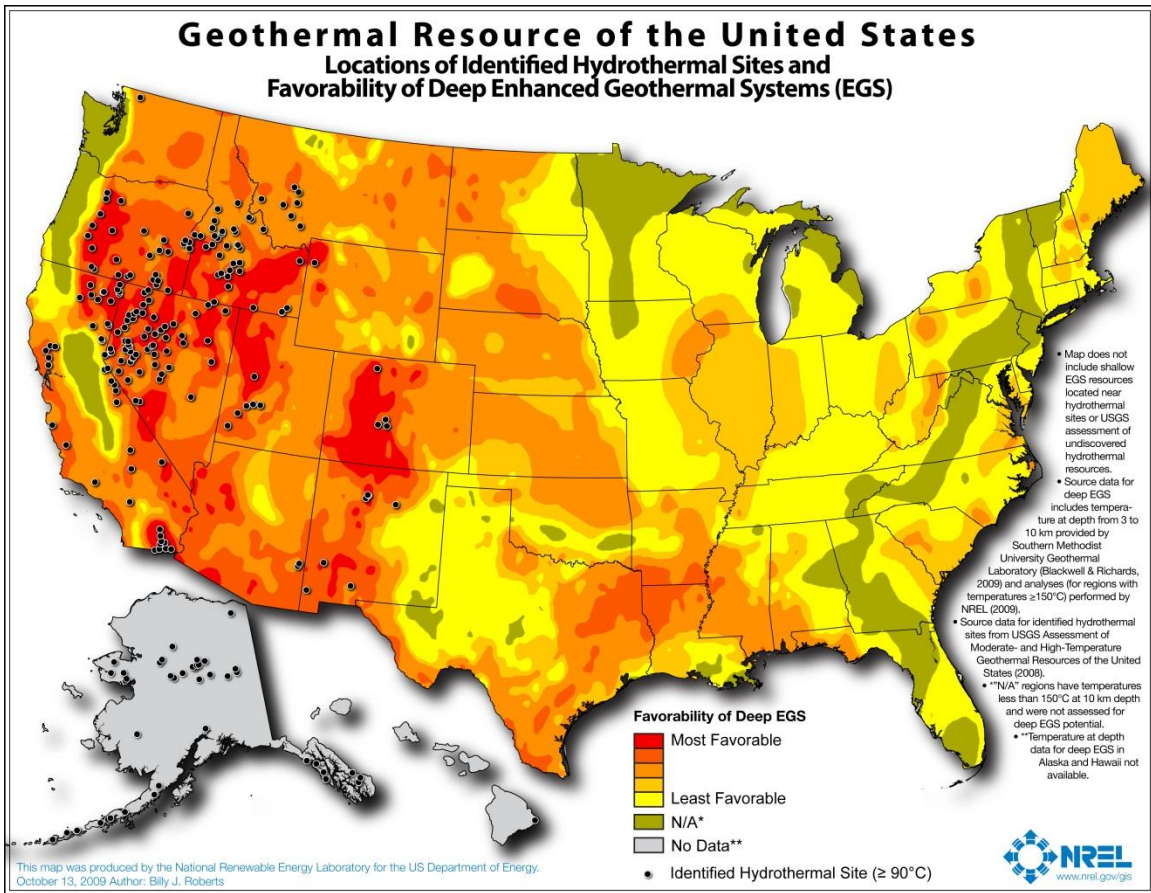 Geothermal Resource of the United States
Locations of Identified Hydrothermal Sites and
Favorability of Deep Enhanced Geothermal Systems (EGS)
• Map does not
include shallow
EGS resources
located near
hydrothermal
sites or USGS
assessment of
undiscovered
hydrothermal
resources.
• Source data for
deep EGS
includes tempera-
ture at depth from 3 to
10 km provided by
Southern Methodist
University Geothermal
Laboratory (Blackwell & Richards,
2009) and analyses (for regions with
temperatures ≥150°C) performed by
NREL (2009).
• Source data for identified hydrothermal
sites from USGS Assessment of
Moderate- and High-Temperature
Geothermal Resources of the United
States (2008).
• *"N/A" regions have temperatures
less than 150°C at 10 km depth
and were not assessed for
deep EGS potential.
• **Temperature at depth
data for deep EGS in
Alaska and Hawaii not
available.
Favorability of Deep EGS
Most Favorable
Least Favorable
N/A*
No Data**
Identified Hydrothermal Site (≥ 90°C)
This map was produced by the National Renewable Energy Laboratory for the US Department of Energy.
October 13, 2009 Author: Billy J. Roberts
NREL
www.nrel.gov/gis